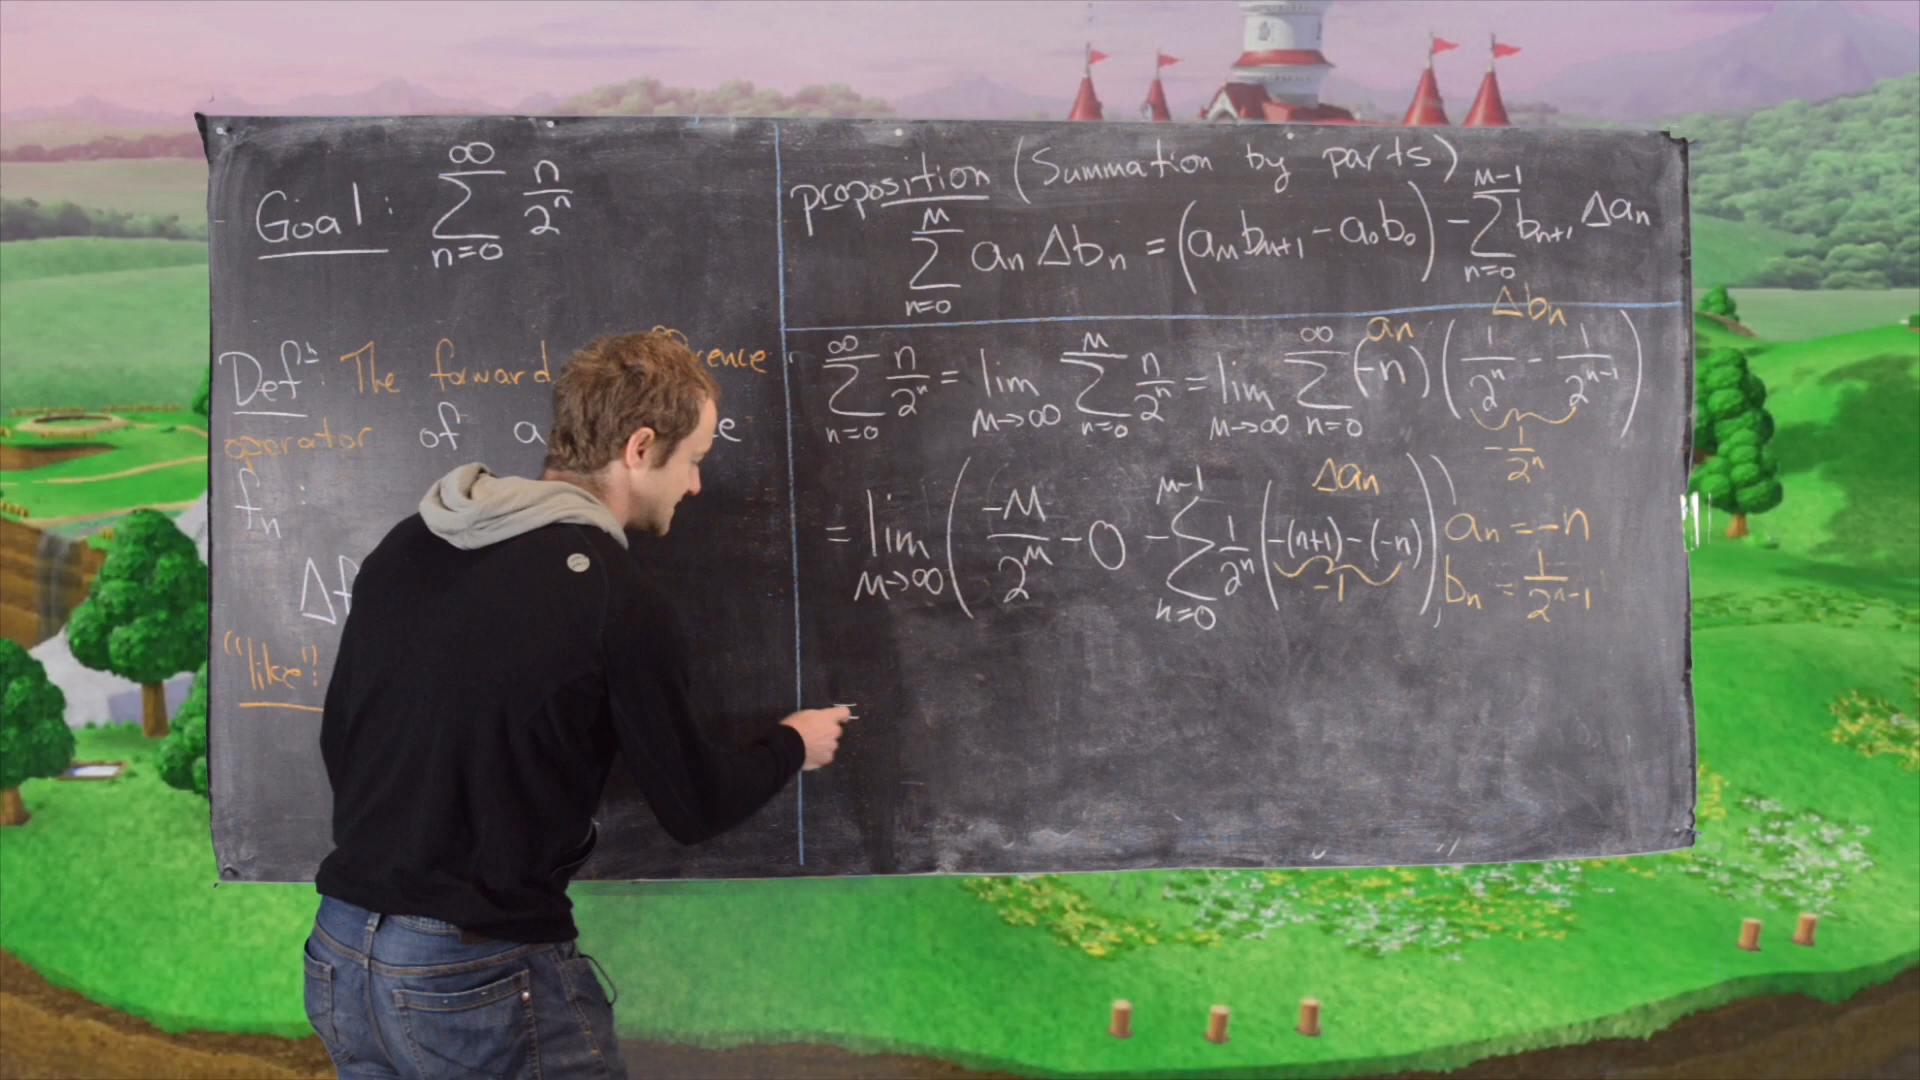 Goal: ∑_{n=0}^{∞} n/2^n
Def^n: The forward
operator of a
f_n:
Δf
"like"!
proposition (Summation by parts)
∑_{n=0}^{M} a_n Δb_n = (a_M b_{M+1} - a_0 b_0) - ∑_{n=0}^{M-1} b_{n+1} Δa_n
a_n Δb_n
∑_{n=0}^{∞} n/2^n = lim_{M→∞} ∑_{n=0}^{M} n/2^n = lim_{M→∞} ∑_{n=0}^{∞} (-n) (1/2^n - 1/2^{n-1})
-1/2^n
Δa_n
= lim_{M→∞} (-M/2^M - 0 - ∑_{n=0}^{M-1} 1/2^n (-(n+1) - (-n)))
-1
a_n = -n
b_n = 1/2^{n-1}
=